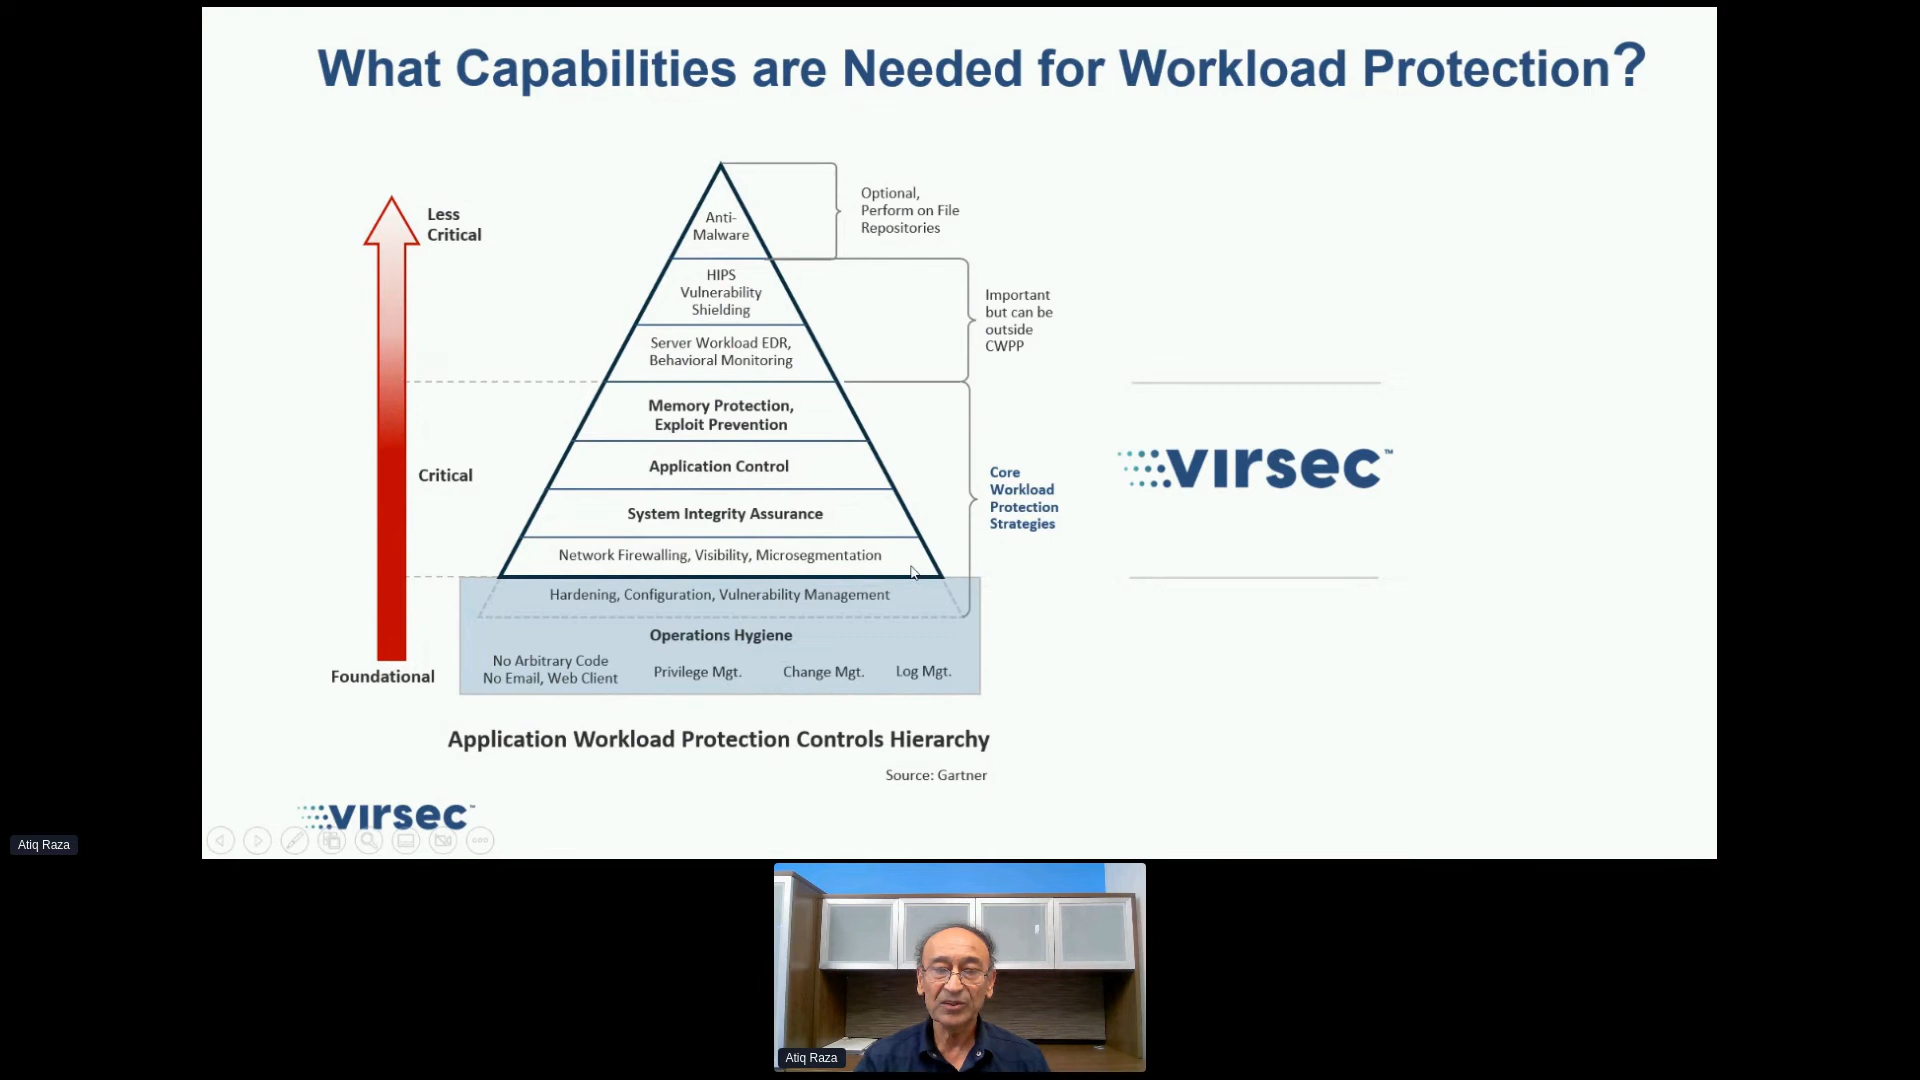 What Capabilities are Needed for Workload Protection?
Less
Critical
Critical
Foundational
Anti-
Malware
HIPS
Vulnerability
Shielding
Server Workload EDR,
Behavioral Monitoring
Memory Protection,
Exploit Prevention
Application Control
System Integrity Assurance
Network Firewalling, Visibility, Microsegmentation
Hardening, Configuration, Vulnerability Management
Operations Hygiene
No Arbitrary Code
No Email, Web Client
Privilege Mgt.
Change Mgt.
Log Mgt.
Optional,
Perform on File
Repositories
Important
but can be
outside
CWPP
Core
Workload
Protection
Strategies
virsec™
Application Workload Protection Controls Hierarchy
Source: Gartner
virsec™
Atiq Raza
Atiq Raza